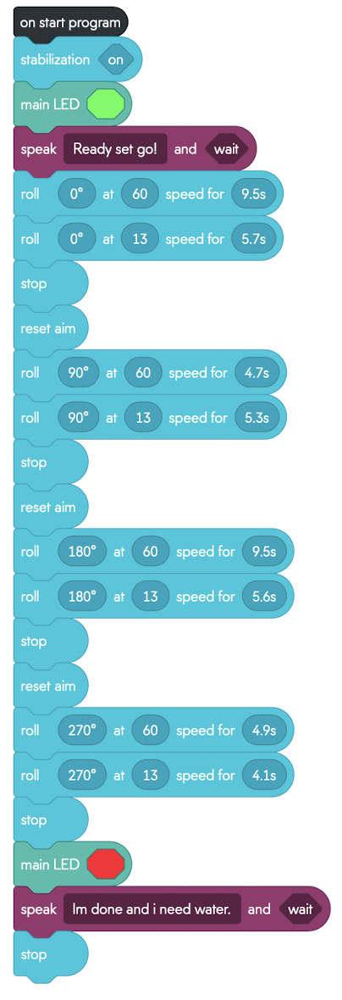 on start program
stabilization on
main LED
speak Ready set go! and wait
roll 0° at 60 speed for 9.5s
roll 0° at 13 speed for 5.7s
stop
reset aim
roll 90° at 60 speed for 4.7s
roll 90° at 13 speed for 5.3s
stop
reset aim
roll 180° at 60 speed for 9.5s
roll 180° at 13 speed for 5.6s
stop
reset aim
roll 270° at 60 speed for 4.9s
roll 270° at 13 speed for 4.1s
stop
main LED
speak Im done and i need water. and wait
stop